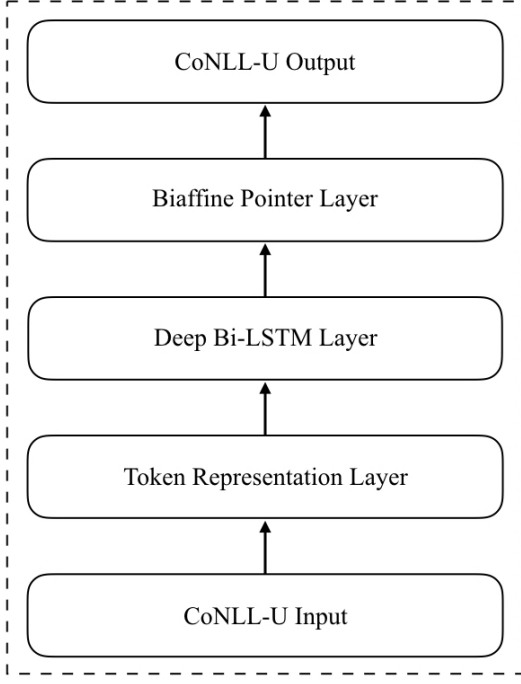 CoNLL-U Output
Biaffine Pointer Layer
Deep Bi-LSTM Layer
Token Representation Layer
CoNLL-U Input